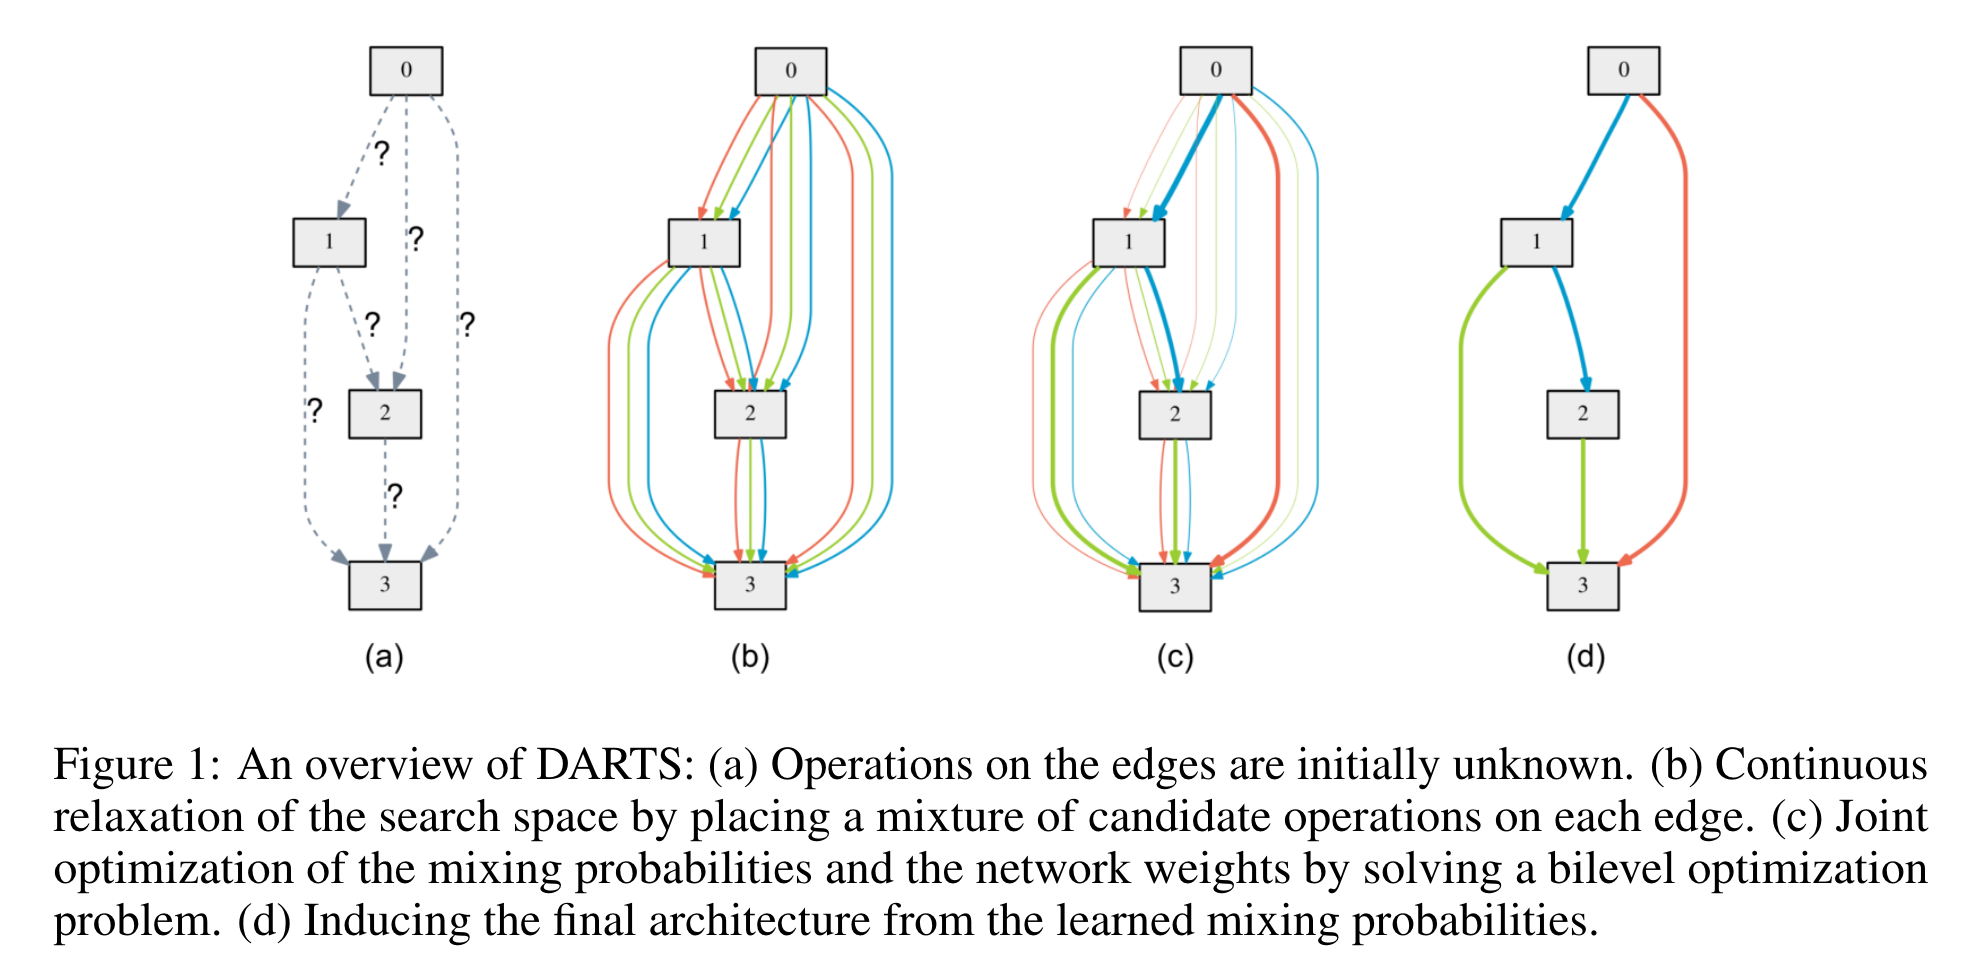 0 0 0 0
? ? ? ?
1 1 1 1
? ?
2 2 2 2
3 3 3 3
(a) (b) (c) (d)
Figure 1: An overview of DARTS: (a) Operations on the edges are initially unknown. (b) Continuous
relaxation of the search space by placing a mixture of candidate operations on each edge. (c) Joint
optimization of the mixing probabilities and the network weights by solving a bilevel optimization
problem. (d) Inducing the final architecture from the learned mixing probabilities.